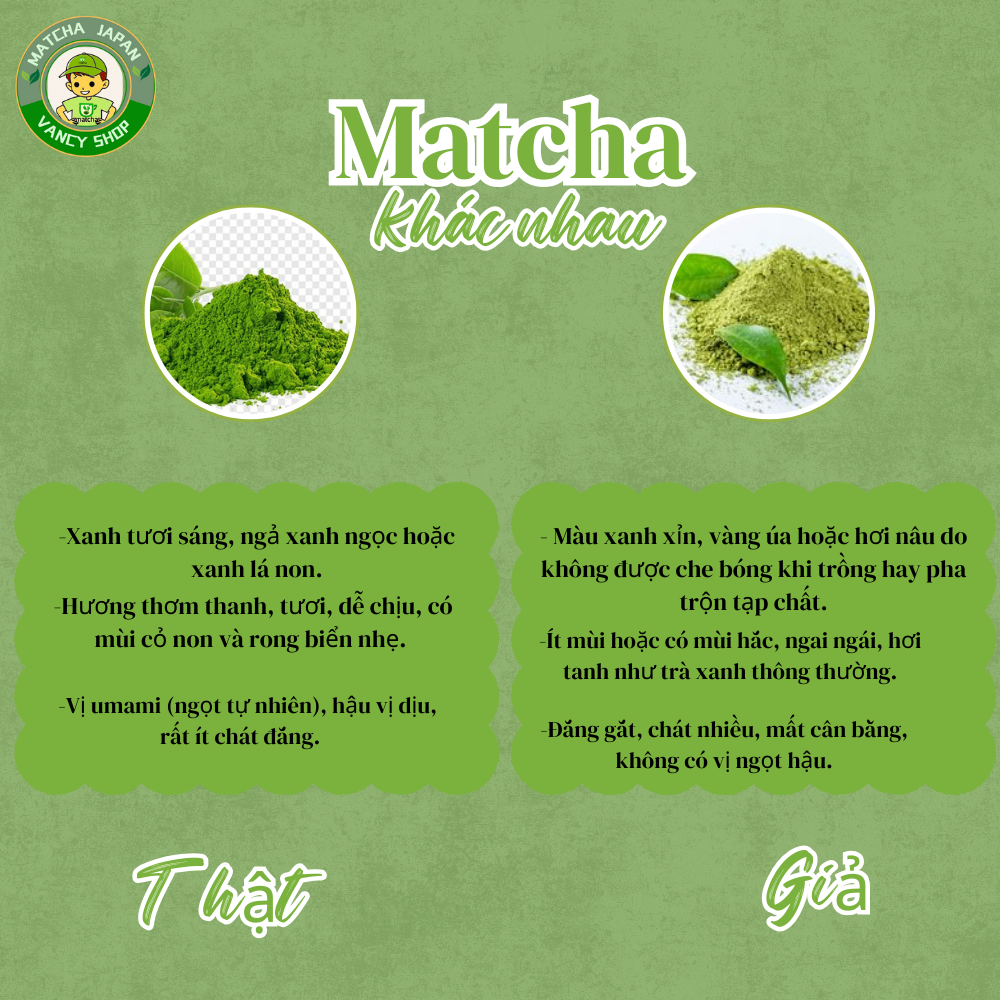 MATCHA JAPAN
matcha
VANCY SHOP
Matcha
khác nhau
-Xanh tươi sáng, ngả xanh ngọc hoặc
xanh lá non.
-Hương thơm thanh, tươi, dễ chịu, có
mùi cỏ non và rong biển nhẹ.
-Vị umami (ngọt tự nhiên), hậu vị dịu,
rất ít chát đắng.
- Màu xanh xỉn, vàng úa hoặc hơi nâu do
không được che bóng khi trồng hay pha
trộn tạp chất.
-Ít mùi hoặc có mùi hắc, ngai ngái, hơi
tanh như trà xanh thông thường.
-Đắng gắt, chát nhiều, mất cân bằng,
không có vị ngọt hậu.
Thật
Giả